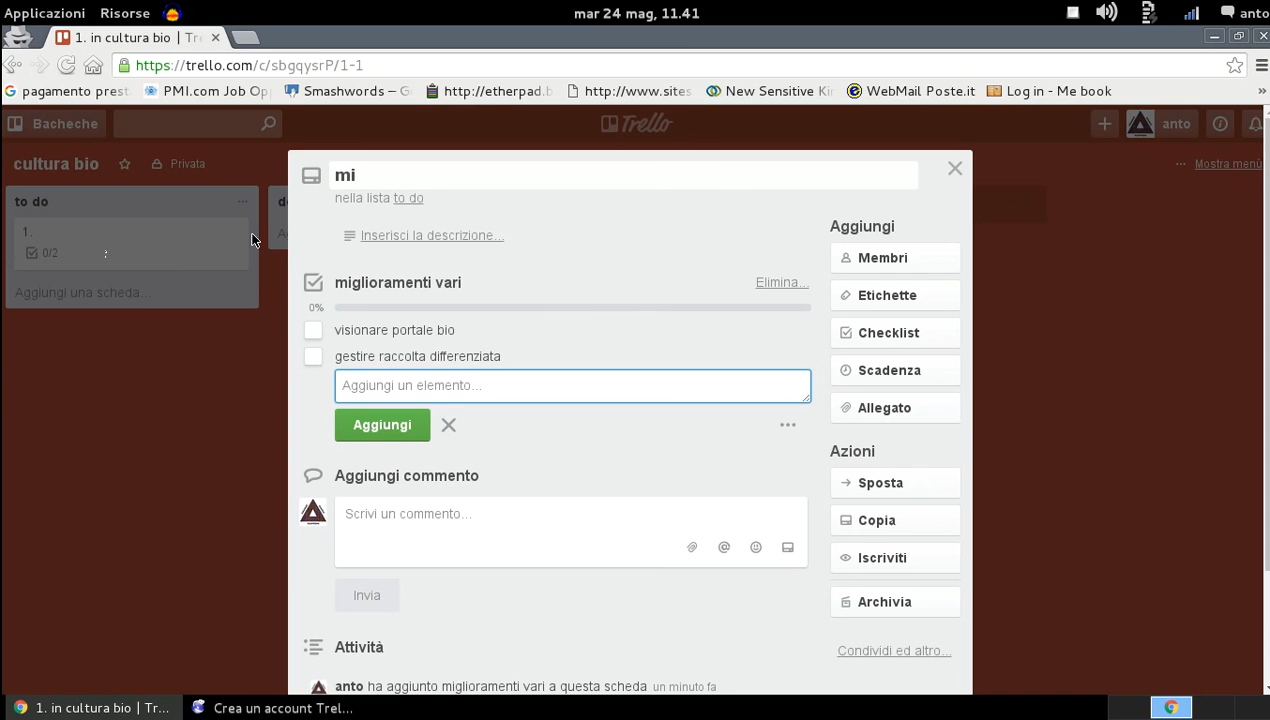 Applicazioni Risorse mar 24 mag, 11.41 anto
1. in cultura bio | Tr
https://trello.com/c/sbgqysrP/1-1
pagamento prest PMI.com Job Op Smashwords – G http://etherpad.b http://www.sites New Sensitive Ki WebMail Poste.it Log in - Me book »
Bacheche Trello anto
cultura bio Privata ... Mostra menù
to do ...
1.
0/2
Aggiungi una scheda...
mi
nella lista to do
Inserisci la descrizione...
miglioramenti vari Elimina...
0%
visionare portale bio
gestire raccolta differenziata
Aggiungi un elemento...
Aggiungi ...
Aggiungi commento
Scrivi un commento...
Invia
Attività
anto ha aggiunto miglioramenti vari a questa scheda un minuto fa
Aggiungi
Membri
Etichette
Checklist
Scadenza
Allegato
Azioni
Sposta
Copia
Iscriviti
Archivia
Condividi ed altro...
1. in cultura bio | Tr... Crea un account Trel...